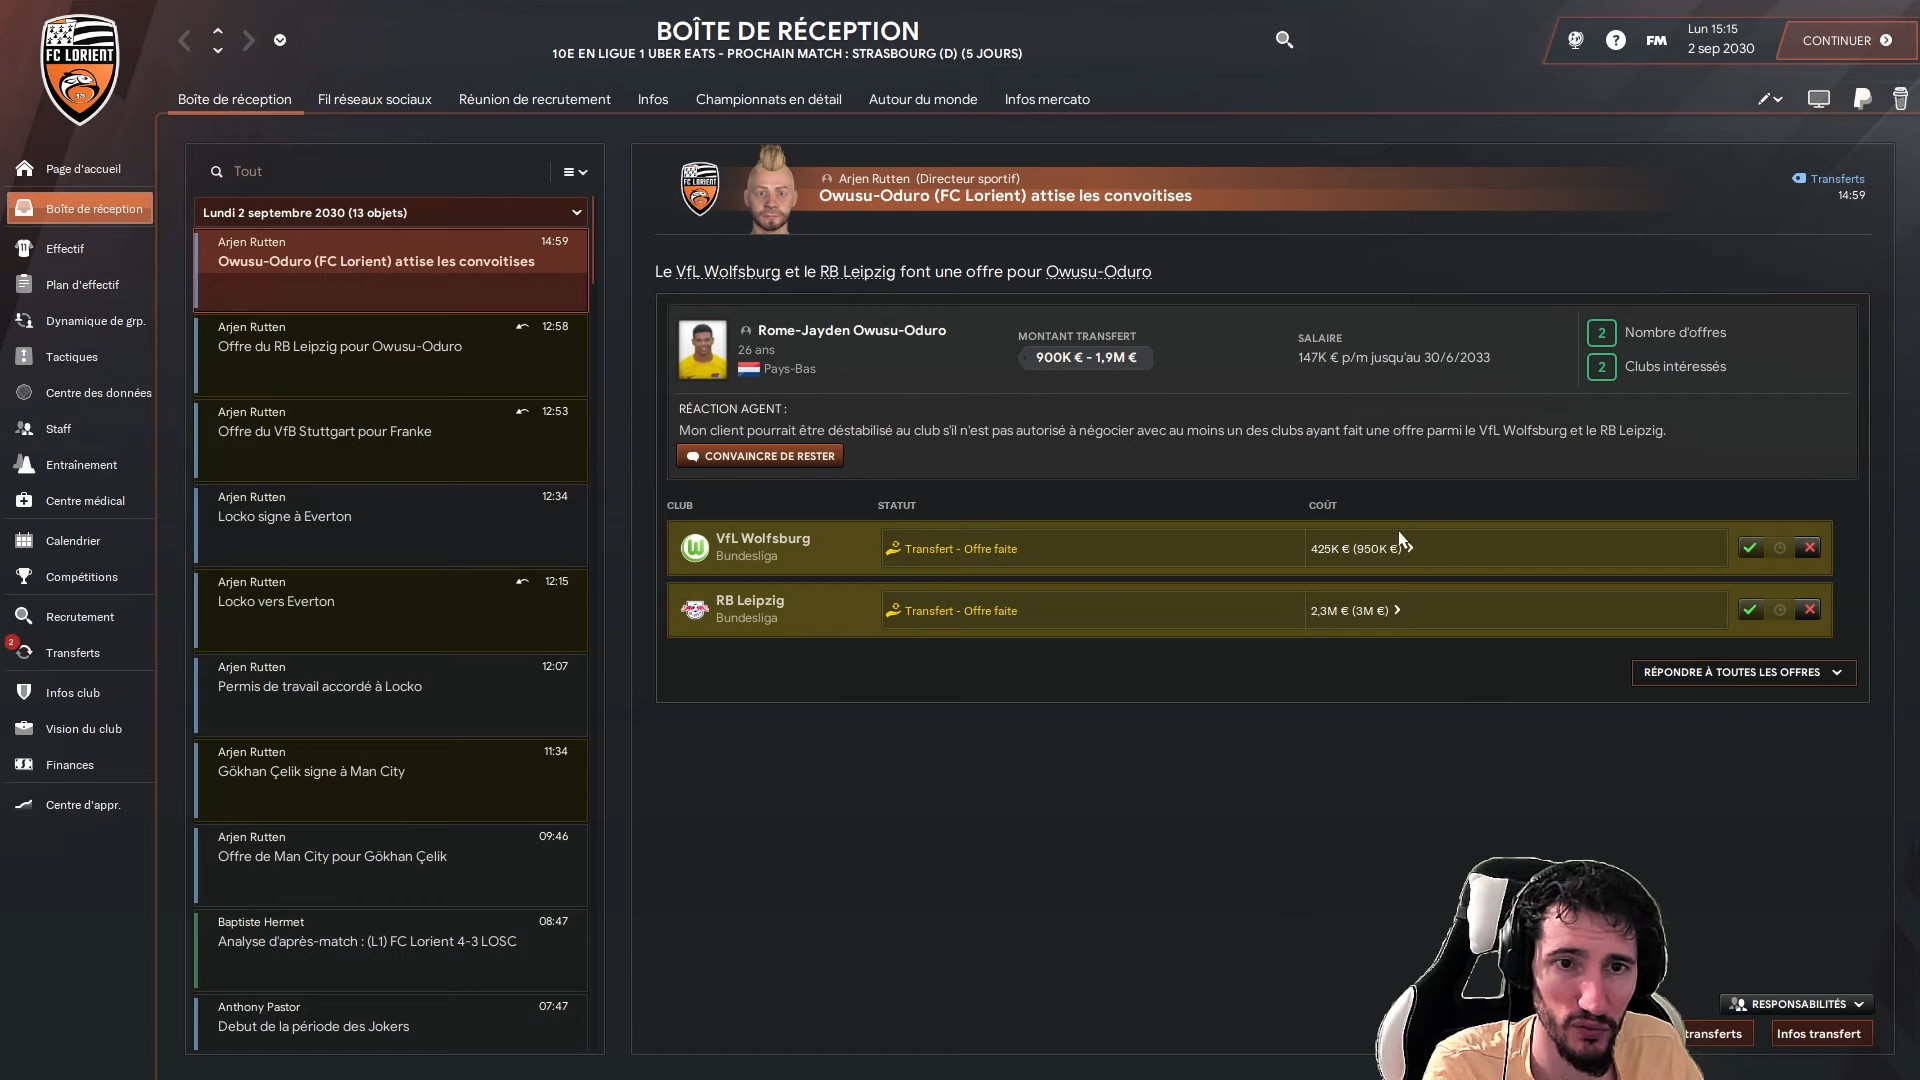 FC LORIENT
BOÎTE DE RÉCEPTION
10E EN LIGUE 1 UBER EATS - PROCHAIN MATCH : STRASBOURG (D) (5 JOURS)
FM
Lun 15:15
2 sep 2030
CONTINUER
Boîte de réception
Fil réseaux sociaux
Réunion de recrutement
Infos
Championnats en détail
Autour du monde
Infos mercato
Page d'accueil
Boîte de réception
Effectif
Plan d'effectif
Dynamique de grp.
Tactiques
Centre des données
Staff
Entraînement
Centre médical
Calendrier
Compétitions
Recrutement
2
Transferts
Infos club
Vision du club
Finances
Centre d'appr.
Tout
Lundi 2 septembre 2030 (13 objets)
Arjen Rutten 14:59
Owusu-Oduro (FC Lorient) attise les convoitises
Arjen Rutten 12:58
Offre du RB Leipzig pour Owusu-Oduro
Arjen Rutten 12:53
Offre du VfB Stuttgart pour Franke
Arjen Rutten 12:34
Locko signe à Everton
Arjen Rutten 12:15
Locko vers Everton
Arjen Rutten 12:07
Permis de travail accordé à Locko
Arjen Rutten 11:34
Gökhan Çelik signe à Man City
Arjen Rutten 09:46
Offre de Man City pour Gökhan Çelik
Baptiste Hermet 08:47
Analyse d'après-match : (L1) FC Lorient 4-3 LOSC
Anthony Pastor 07:47
Debut de la période des Jokers
FC LORIENT
Arjen Rutten (Directeur sportif)
Owusu-Oduro (FC Lorient) attise les convoitises
Transferts
14:59
Le VfL Wolfsburg et le RB Leipzig font une offre pour Owusu-Oduro
Rome-Jayden Owusu-Oduro
26 ans
Pays-Bas
MONTANT TRANSFERT
900K € - 1,9M €
SALAIRE
147K € p/m jusqu'au 30/6/2033
2 Nombre d'offres
2 Clubs intéressés
RÉACTION AGENT :
Mon client pourrait être déstabilisé au club s'il n'est pas autorisé à négocier avec au moins un des clubs ayant fait une offre parmi le VfL Wolfsburg et le RB Leipzig.
CONVAINCRE DE RESTER
CLUB STATUT COÛT
VfL Wolfsburg
Bundesliga
Transfert - Offre faite
425K € (950K €)
RB Leipzig
Bundesliga
Transfert - Offre faite
2,3M € (3M €)
RÉPONDRE À TOUTES LES OFFRES
RESPONSABILITÉS
transferts
Infos transfert